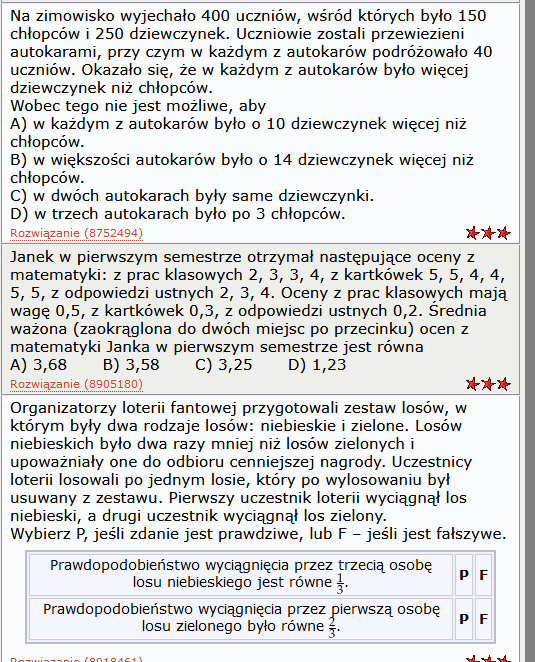 Na zimowisko wyjechało 400 uczniów, wśród których było 150
chłopców i 250 dziewczynek. Uczniowie zostali przewiezieni
autokarami, przy czym w każdym z autokarów podróżowało 40
uczniów. Okazało się, że w każdym z autokarów było więcej
dziewczynek niż chłopców.
Wobec tego nie jest możliwe, aby
A) w każdym z autokarów było o 10 dziewczynek więcej niż
chłopców.
B) w większości autokarów było o 14 dziewczynek więcej niż
chłopców.
C) w dwóch autokarach były same dziewczynki.
D) w trzech autokarach było po 3 chłopców.
Rozwiązanie (8752494)
Janek w pierwszym semestrze otrzymał następujące oceny z
matematyki: z prac klasowych 2, 3, 3, 4, z kartkówek 5, 5, 4, 4,
5, 5, z odpowiedzi ustnych 2, 3, 4. Oceny z prac klasowych mają
wagę 0,5, z kartkówek 0,3, z odpowiedzi ustnych 0,2. Średnia
ważona (zaokrąglona do dwóch miejsc po przecinku) ocen z
matematyki Janka w pierwszym semestrze jest równa
A) 3,68 B) 3,58 C) 3,25 D) 1,23
Rozwiązanie (8905180)
Organizatorzy loterii fantowej przygotowali zestaw losów, w
którym były dwa rodzaje losów: niebieskie i zielone. Losów
niebieskich było dwa razy mniej niż losów zielonych i
upoważniały one do odbioru cenniejszej nagrody. Uczestnicy
loterii losowali po jednym losie, który po wylosowaniu był
usuwany z zestawu. Pierwszy uczestnik loterii wyciągnął los
niebieski, a drugi uczestnik wyciągnął los zielony.
Wybierz P, jeśli zdanie jest prawdziwe, lub F – jeśli jest fałszywe.
Prawdopodobieństwo wyciągnięcia przez trzecią osobę
losu niebieskiego jest równe 1/3. P F
Prawdopodobieństwo wyciągnięcia przez pierwszą osobę
losu zielonego było równe 2/3. P F
Rozwiązanie (8918461)